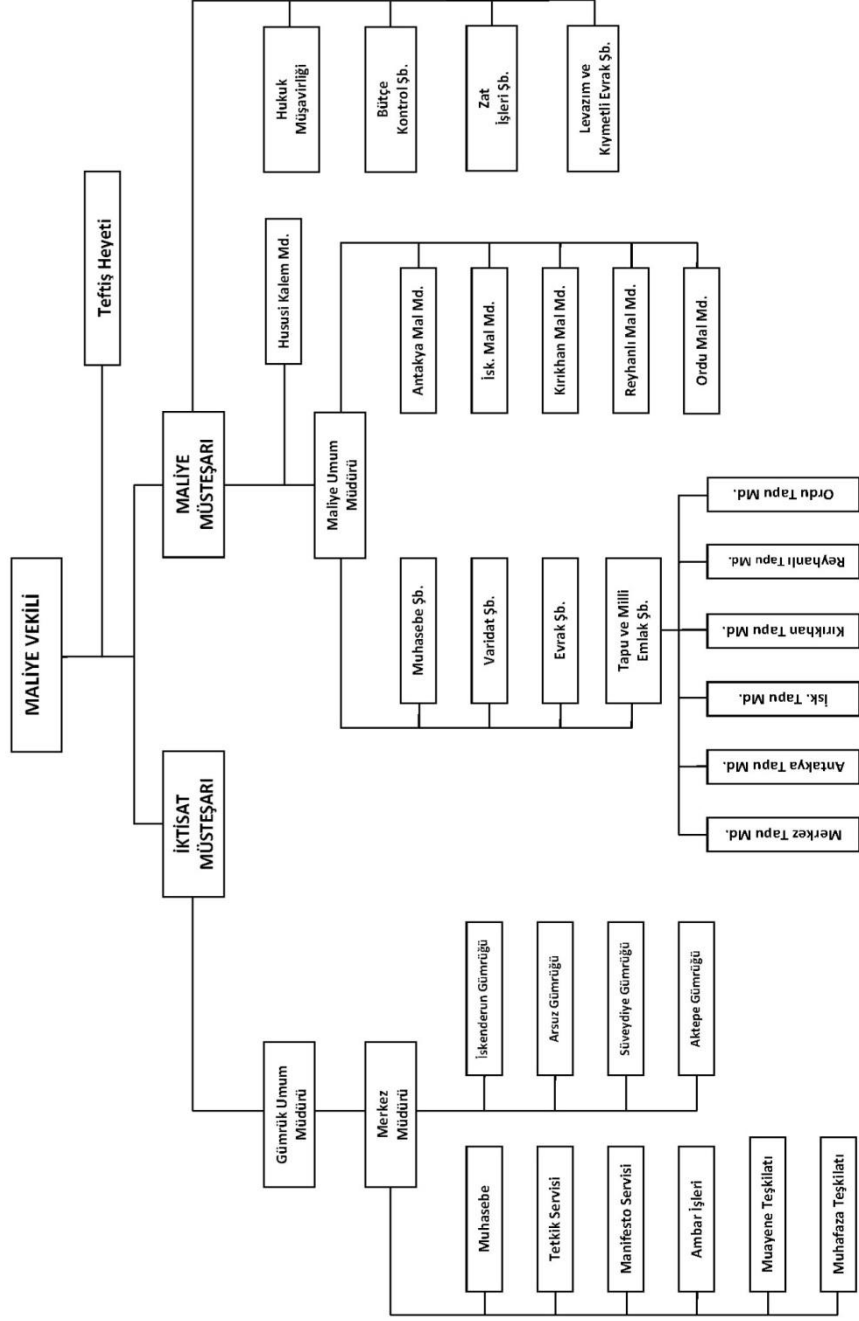 MALİYE VEKİLİ
Teftiş Heyeti
İKTİSAT
MÜSTEŞARI
MALİYE
MÜSTEŞARI
Gümrük Umum
Müdürü
Merkez
Müdürü
Muhasebe
Tetkik Servisi
Manifesto Servisi
Ambar İşleri
Muayene Teşkilatı
Muhafaza Teşkilatı
İskenderun Gümrüğü
Arsuz Gümrüğü
Süveydiye Gümrüğü
Aktepe Gümrüğü
Hususi Kalem Md.
Maliye Umum
Müdürü
Muhasebe Şb.
Varidat Şb.
Evrak Şb.
Tapu ve Milli
Emlak Şb.
Merkez Tapu Md.
Antakya Tapu Md.
İsk. Tapu Md.
Kırıkhan Tapu Md.
Reyhanlı Tapu Md.
Ordu Tapu Md.
Antakya Mal Md.
İsk. Mal Md.
Kırıkhan Mal Md.
Reyhanlı Mal Md.
Ordu Mal Md.
Hukuk
Müşavirliği
Bütçe
Kontrol Şb.
Zat
İşleri Şb.
Levazım ve
Kıymetli Evrak Şb.